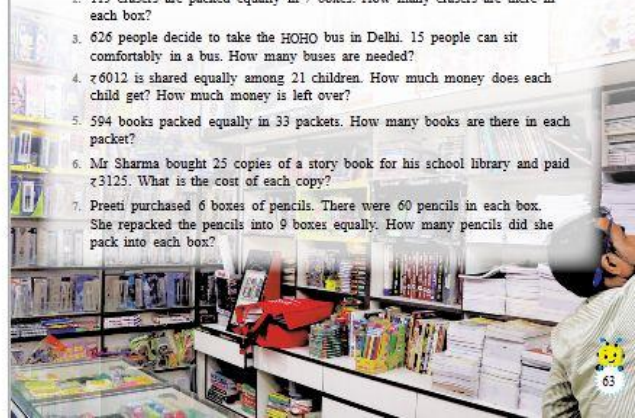 each box?
3. 626 people decide to take the HOHO bus in Delhi. 15 people can sit
comfortably in a bus. How many buses are needed?
4. ₹6012 is shared equally among 21 children. How much money does each
child get? How much money is left over?
5. 594 books packed equally in 33 packets. How many books are there in each
packet?
6. Mr Sharma bought 25 copies of a story book for his school library and paid
₹3125. What is the cost of each copy?
7. Preeti purchased 6 boxes of pencils. There were 60 pencils in each box.
She repacked the pencils into 9 boxes equally. How many pencils did she
pack into each box?
63